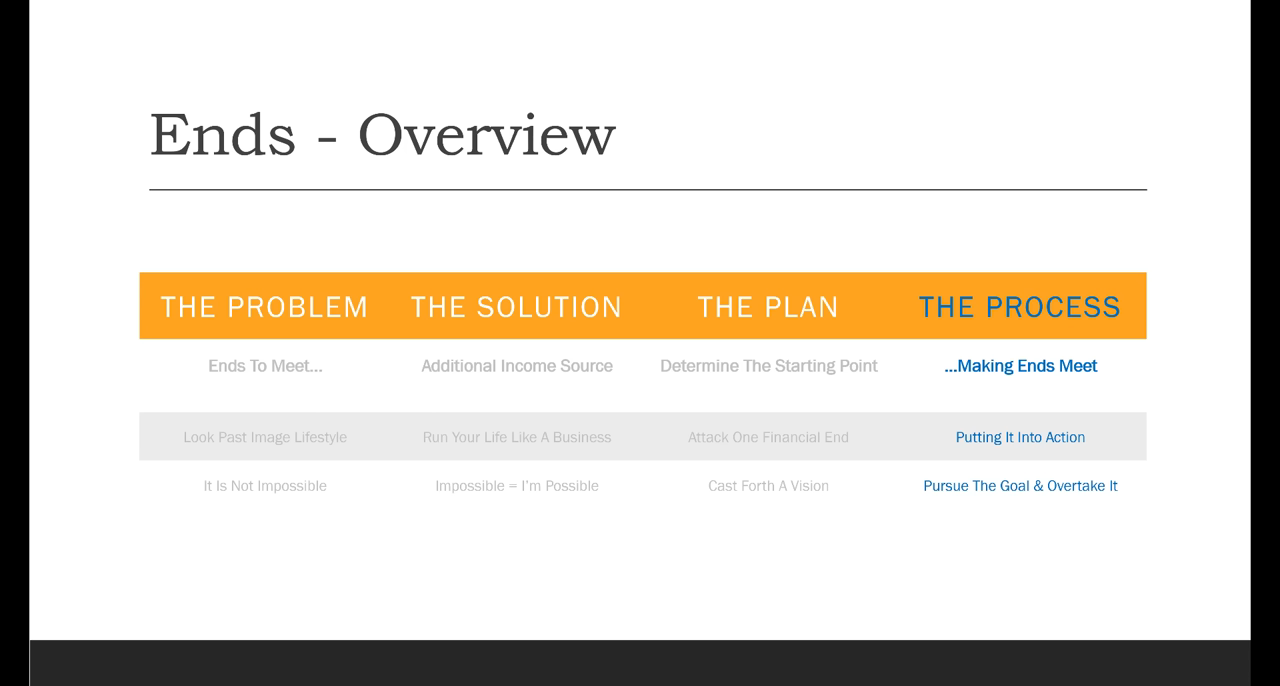 Ends - Overview
THE PROBLEM THE SOLUTION THE PLAN THE PROCESS
Ends To Meet... Additional Income Source Determine The Starting Point ...Making Ends Meet
Look Past Image Lifestyle Run Your Life Like A Business Attack One Financial End Putting It Into Action
It Is Not Impossible Impossible = I'm Possible Cast Forth A Vision Pursue The Goal & Overtake It